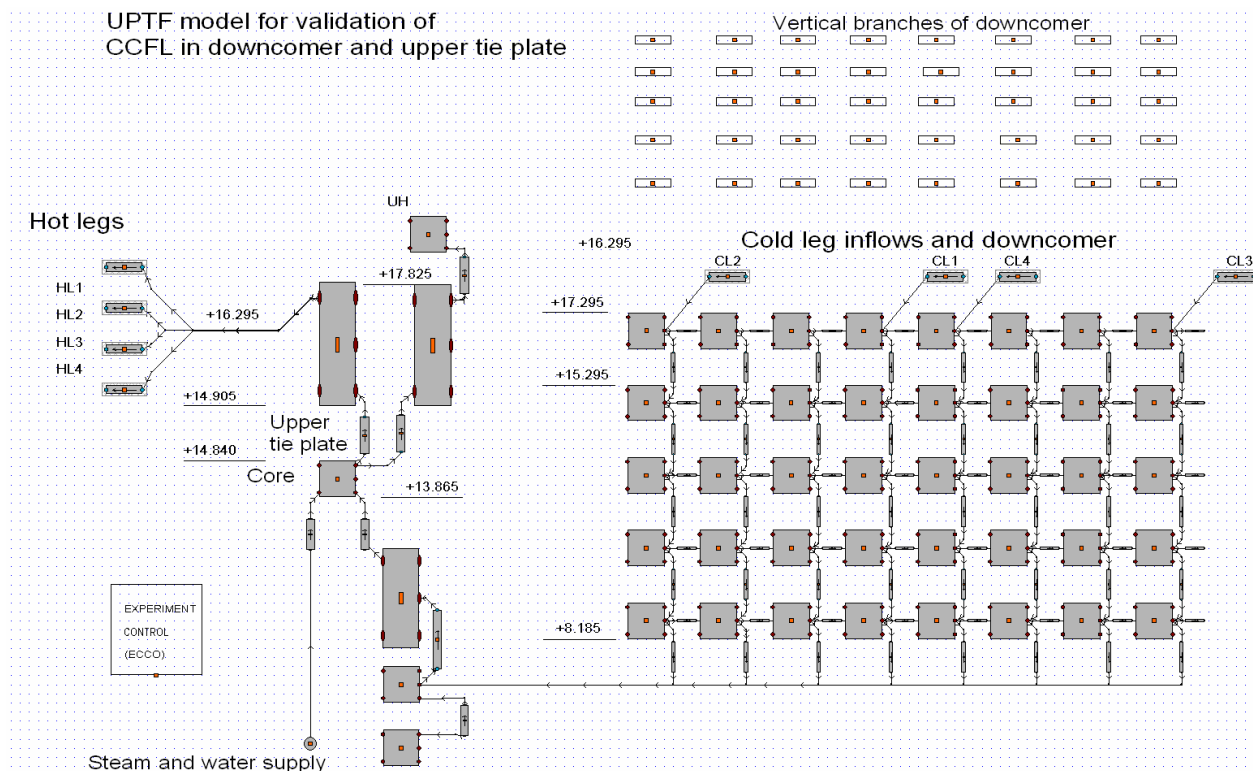 UPTF model for validation of
CCFL in downcomer and upper tie plate
Vertical branches of downcomer
Hot legs
UH
+16.295
Cold leg inflows and downcomer
CL2
CL1
CL4
CL3
HL1
HL2
HL3
HL4
+16.295
+17.825
+17.295
+15.295
+14.905
Upper
tie plate
+14.840
Core
+13.865
EXPERIMENT
CONTROL
(ECCO)
+8.185
Steam and water supply